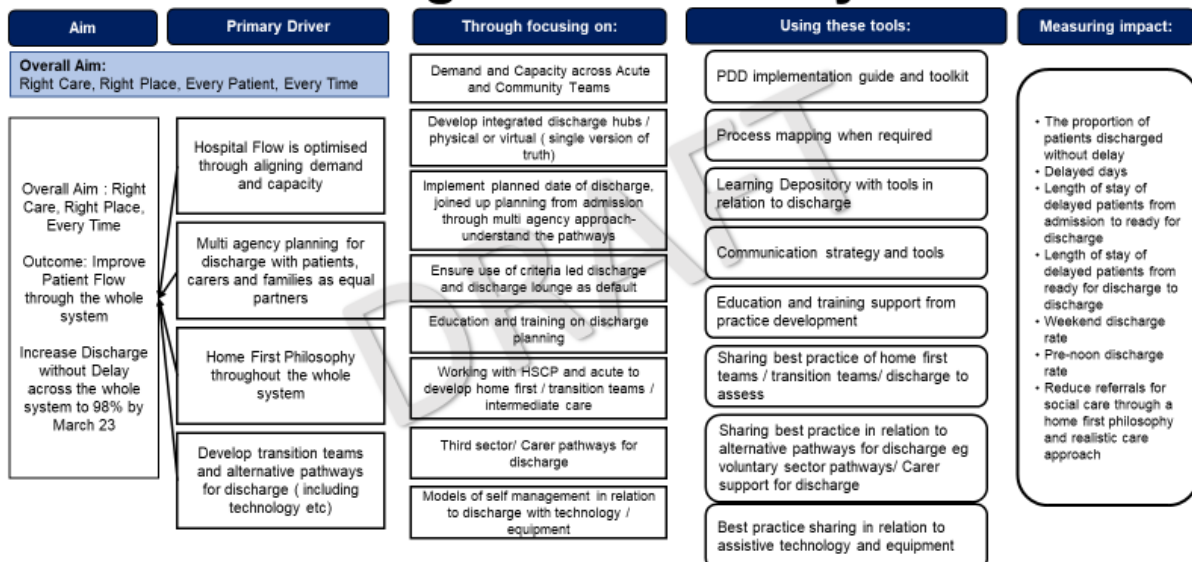 Aim
Primary Driver
Through focusing on:
Using these tools:
Measuring impact:
Overall Aim:
Right Care, Right Place, Every Patient, Every Time
Overall Aim : Right
Care, Right Place,
Every Time
Outcome: Improve
Patient Flow
through the whole
system
Increase Discharge
without Delay
across the whole
system to 98% by
March 23
Hospital Flow is optimised
through aligning demand
and capacity
Multi agency planning for
discharge with patients,
carers and families as equal
partners
Home First Philosophy
throughout the whole
system
Develop transition teams
and alternative pathways
for discharge ( including
technology etc)
Demand and Capacity across Acute
and Community Teams
Develop integrated discharge hubs /
physical or virtual ( single version of
truth)
Implement planned date of discharge,
joined up planning from admission
through multi agency approach-
understand the pathways
Ensure use of criteria led discharge
and discharge lounge as default
Education and training on discharge
planning
Working with HSCP and acute to
develop home first / transition teams /
intermediate care
Third sector/ Carer pathways for
discharge
Models of self management in relation
to discharge with technology /
equipment
PDD implementation guide and toolkit
Process mapping when required
Learning Depository with tools in
relation to discharge
Communication strategy and tools
Education and training support from
practice development
Sharing best practice of home first
teams / transition teams/ discharge to
assess
Sharing best practice in relation to
alternative pathways for discharge eg
voluntary sector pathways/ Carer
support for discharge
Best practice sharing in relation to
assistive technology and equipment
• The proportion of
patients discharged
without delay
• Delayed days
• Length of stay of
delayed patients from
admission to ready for
discharge
• Length of stay of
delayed patients from
ready for discharge to
discharge
• Weekend discharge
rate
• Pre-noon discharge
rate
• Reduce referrals for
social care through a
home first philosophy
and realistic care
approach
DRAFT